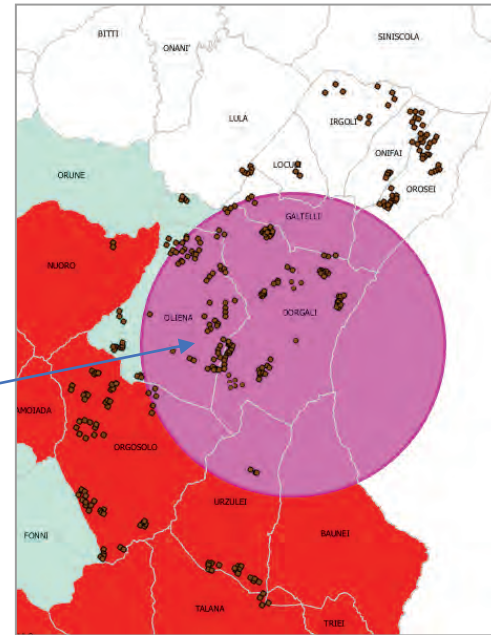 BITTI
ONANI'
SINISCOLA
LULA
IRGOLI
LOCULI
ONIFAI
ORUNE
OROSEI
GALTELLI
NUORO
OLIENA
DORGALI
AMOIADA
ORGOSOLO
URZULEI
FONNI
BAUNEI
TALANA
TRIEI